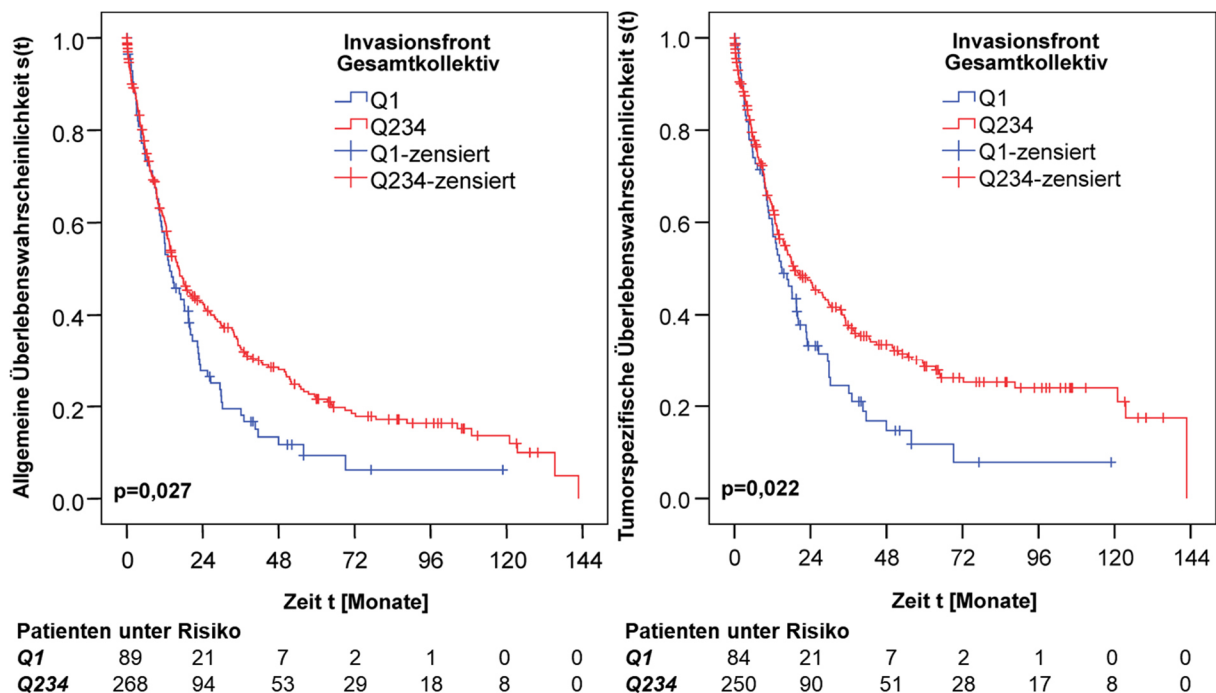 Allgemeine Überlebenswahrscheinlichkeit s(t)
1.0
0.8
0.6
0.4
0.2
0.0
Invasionsfront
Gesamtkollektiv
Q1
Q234
Q1-zensiert
Q234-zensiert
p=0,027
0 24 48 72 96 120 144
Zeit t [Monate]
Patienten unter Risiko
Q1 89 21 7 2 1 0 0
Q234 268 94 53 29 18 8 0
Tumorspezifische Überlebenswahrscheinlichkeit s(t)
1.0
0.8
0.6
0.4
0.2
0.0
Invasionsfront
Gesamtkollektiv
Q1
Q234
Q1-zensiert
Q234-zensiert
p=0,022
0 24 48 72 96 120 144
Zeit t [Monate]
Patienten unter Risiko
Q1 84 21 7 2 1 0 0
Q234 250 90 51 28 17 8 0